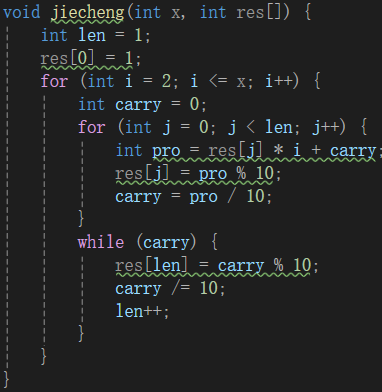 void jiecheng(int x, int res[]) {
    int len = 1;
    res[0] = 1;
    for (int i = 2; i <= x; i++) {
        int carry = 0;
        for (int j = 0; j < len; j++) {
            int pro = res[j] * i + carry;
            res[j] = pro % 10;
            carry = pro / 10;
        }
        while (carry) {
            res[len] = carry % 10;
            carry /= 10;
            len++;
        }
    }
}